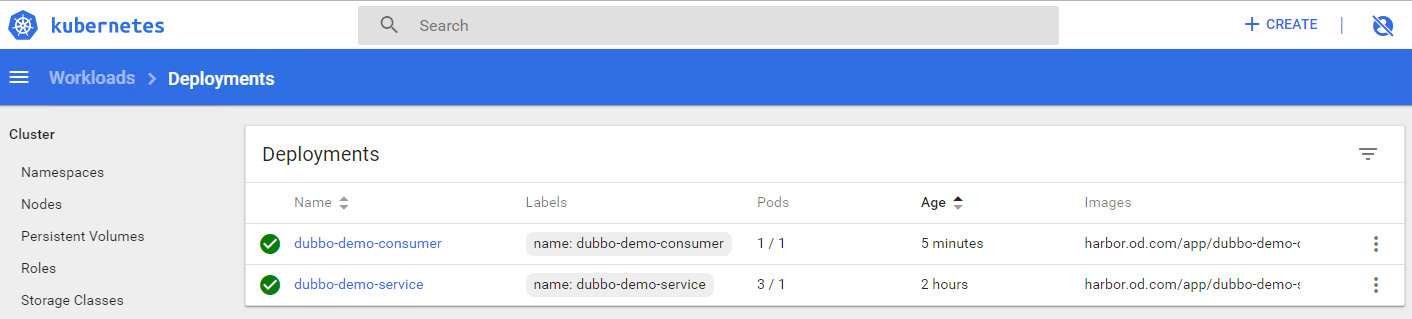 kubernetes
Search
+ CREATE
Workloads > Deployments
Cluster
Namespaces
Nodes
Persistent Volumes
Roles
Storage Classes
Deployments
Name Labels Pods Age Images
dubbo-demo-consumer name: dubbo-demo-consumer 1 / 1 5 minutes harbor.od.com/app/dubbo-demo-
dubbo-demo-service name: dubbo-demo-service 3 / 1 2 hours harbor.od.com/app/dubbo-demo-